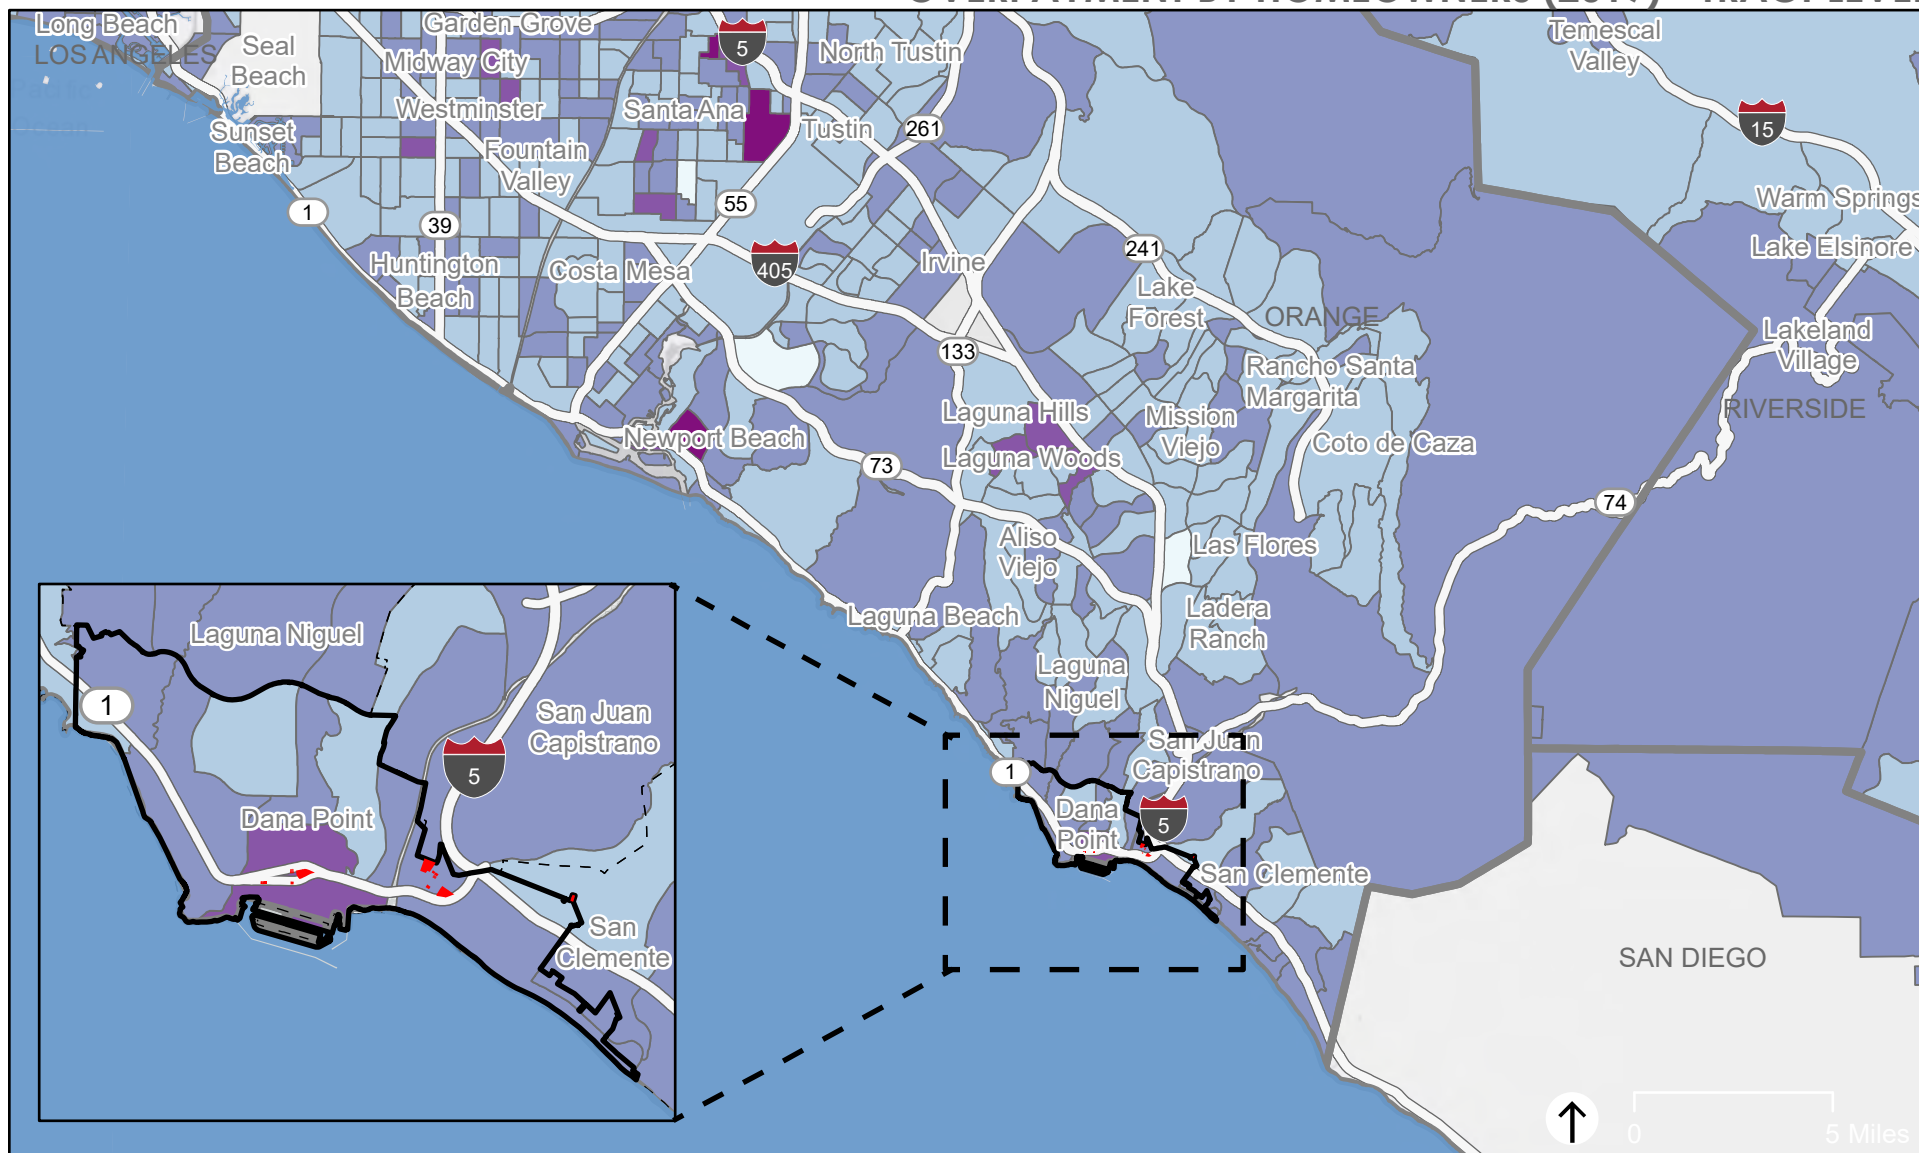 Long Beach
LOS ANGELES
Seal
Beach
Garden Grove
Midway City
Westminster
Pacific
Ocean
Sunset
Beach
Fountain
Valley
Santa Ana
5
North Tustin
Tustin
261
Temescal
Valley
15
Warm Springs
Lake Elsinore
1
39
55
405
Huntington
Beach
Costa Mesa
Irvine
241
Lake
Forest
ORANGE
Lakeland
Village
133
Rancho Santa
Margarita
RIVERSIDE
Newport Beach
Laguna Hills
Laguna Woods
Mission
Viejo
Coto de Caza
73
74
Aliso
Viejo
Las Flores
Laguna Beach
Ladera
Ranch
Laguna
Niguel
San Juan
Capistrano
1
Dana
Point
5
San Clemente
SAN DIEGO
Laguna Niguel
1
San Juan
Capistrano
5
Dana Point
San
Clemente
0 5 Miles